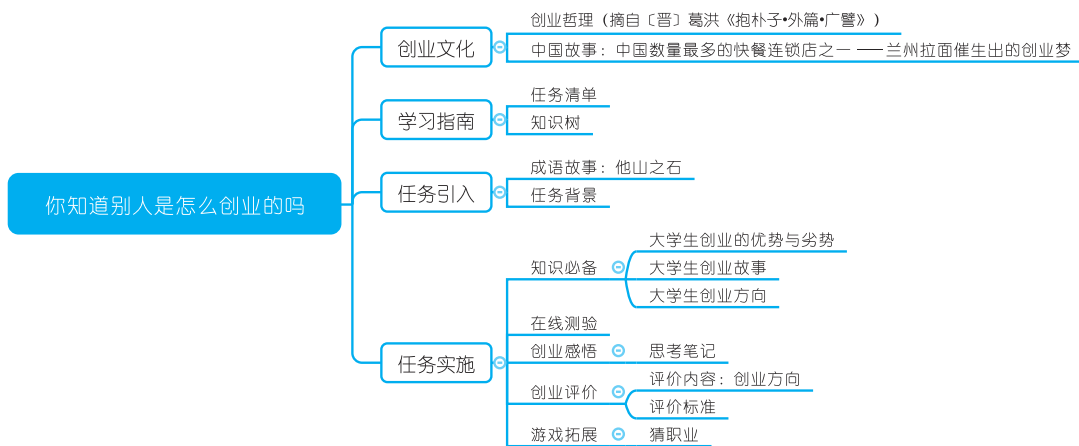 你知道别人是怎么创业的吗
创业文化
创业哲理（摘自〔晋〕葛洪《抱朴子•外篇•广譬》）
中国故事：中国数量最多的快餐连锁店之一 ——兰州拉面催生出的创业梦
学习指南
任务清单
知识树
任务引入
成语故事：他山之石
任务背景
任务实施
知识必备
大学生创业的优势与劣势
大学生创业故事
大学生创业方向
在线测验
创业感悟
思考笔记
创业评价
评价内容：创业方向
评价标准
游戏拓展
猜职业